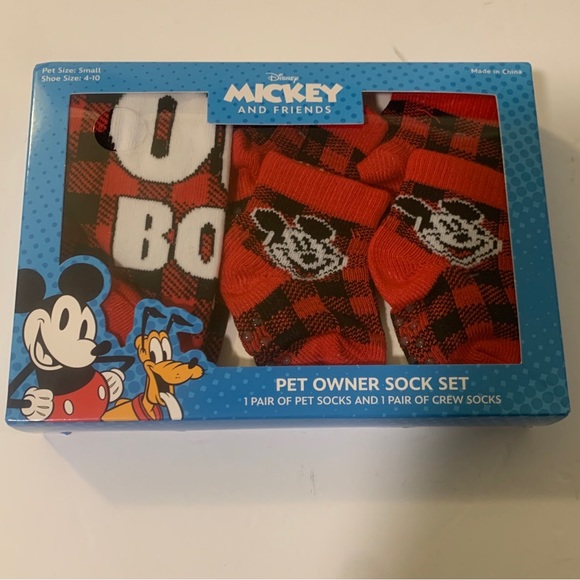 Pet Size: Small
Shoe Size: 4-10
Disney
MICKEY
AND FRIENDS
Made in China
BO
PET OWNER SOCK SET
1 PAIR OF PET SOCKS AND 1 PAIR OF CREW SOCKS